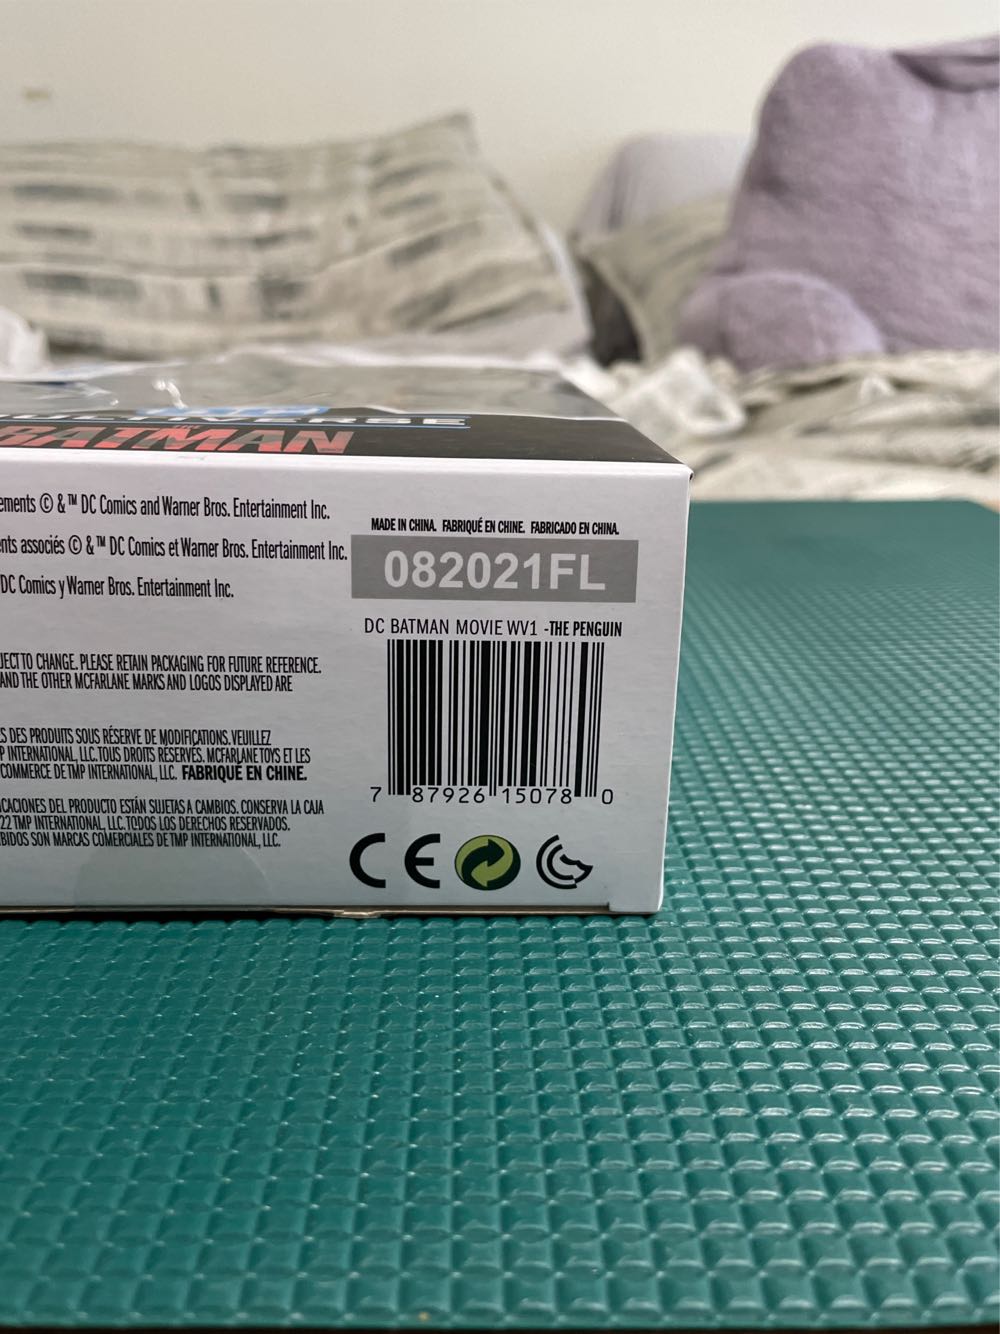 BATMAN
ements © & ™ DC Comics and Warner Bros. Entertainment Inc.
nts associés © & ™ DC Comics et Warner Bros. Entertainment Inc.
DC Comics y Warner Bros. Entertainment Inc.
MADE IN CHINA. FABRIQUÉ EN CHINE. FABRICADO EN CHINA.
082021FL
DC BATMAN MOVIE WV1 -THE PENGUIN
7 87926 15078 0
JECT TO CHANGE. PLEASE RETAIN PACKAGING FOR FUTURE REFERENCE.
AND THE OTHER MCFARLANE MARKS AND LOGOS DISPLAYED ARE
S DES PRODUITS SOUS RÉSERVE DE MODIFICATIONS. VEUILLEZ
P INTERNATIONAL, LLC. TOUS DROITS RÉSERVÉS. MCFARLANE TOYS ET LES
COMMERCE DE TMP INTERNATIONAL, LLC. FABRIQUÉ EN CHINE.
CACIONES DEL PRODUCTO ESTÁN SUJETAS A CAMBIOS. CONSERVA LA CAJA
22 TMP INTERNATIONAL, LLC. TODOS LOS DERECHOS RESERVADOS.
BIDOS SON MARCAS COMERCIALES DE TMP INTERNATIONAL, LLC.
CE